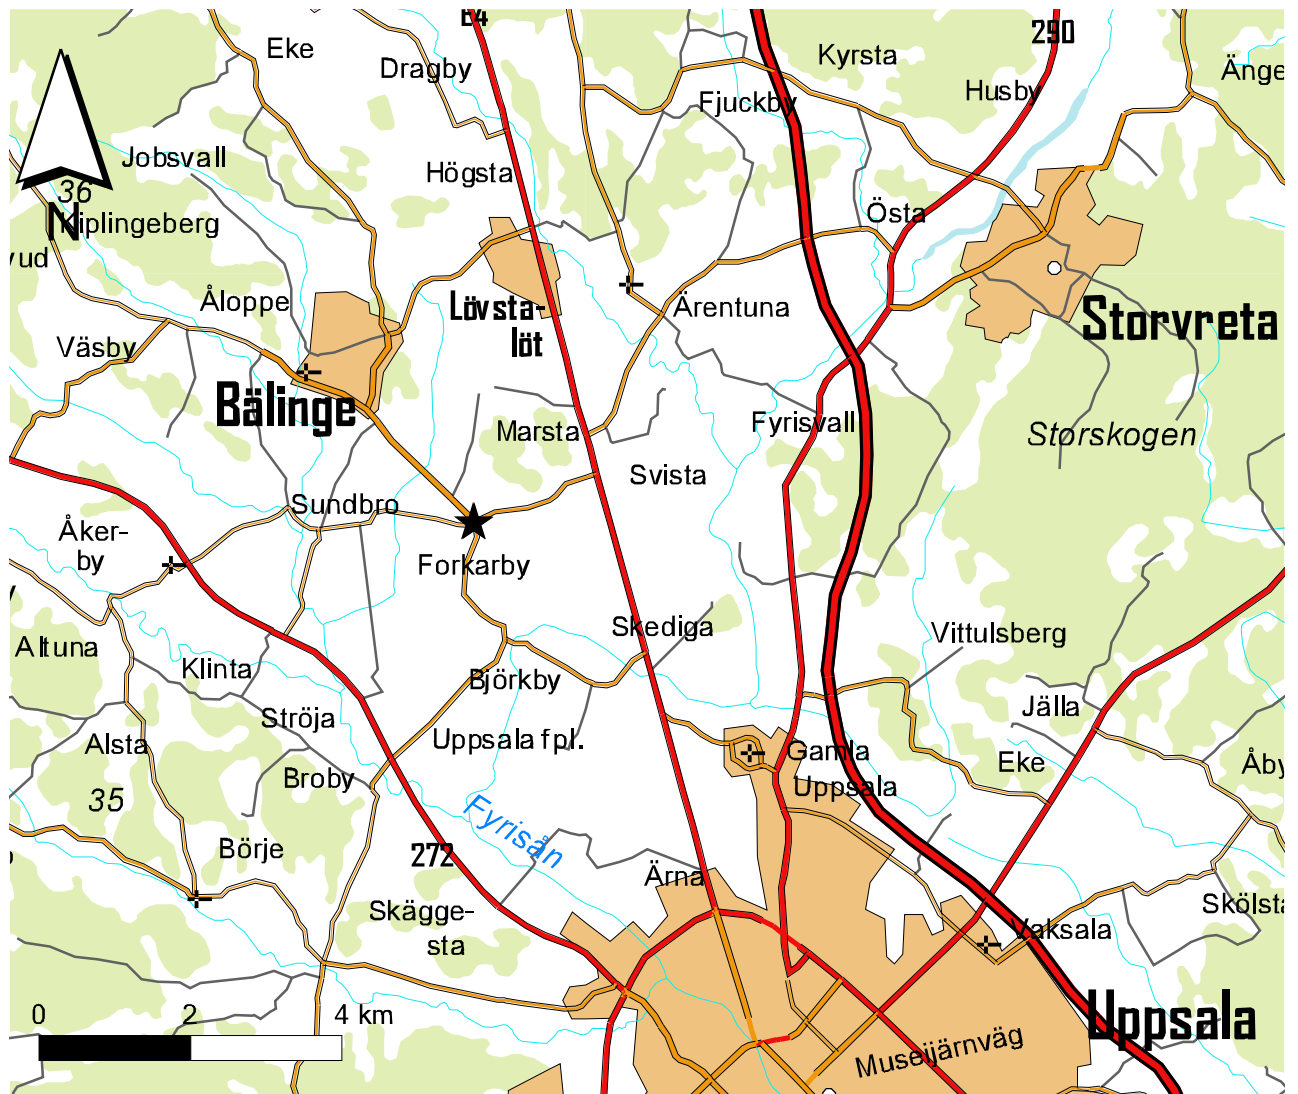 E4
290
Eke
Kyrsta
Dragby
Änge
Husby
Fjuckby
Jobsvall
Högsta
36
N
Kiplingeberg
Östa
Åloppe
Ärentuna
Lövsta-
löt
Storvreta
Väsby
Bälinge
Marsta
Fyrisvall
Storskogen
Svista
Sundbro
Åker-
by
Forkarby
Skediga
Vittulsberg
Altuna
Klinta
Björkby
Jälla
Ströja
Alsta
Uppsala fpl.
Gamla
Uppsala
Eke
Åby
Broby
35
Fyrisån
Börje
272
Ärna
Skägge-
sta
Skölsta
Vaksala
0 2 4 km
Uppsala
Museijärnväg